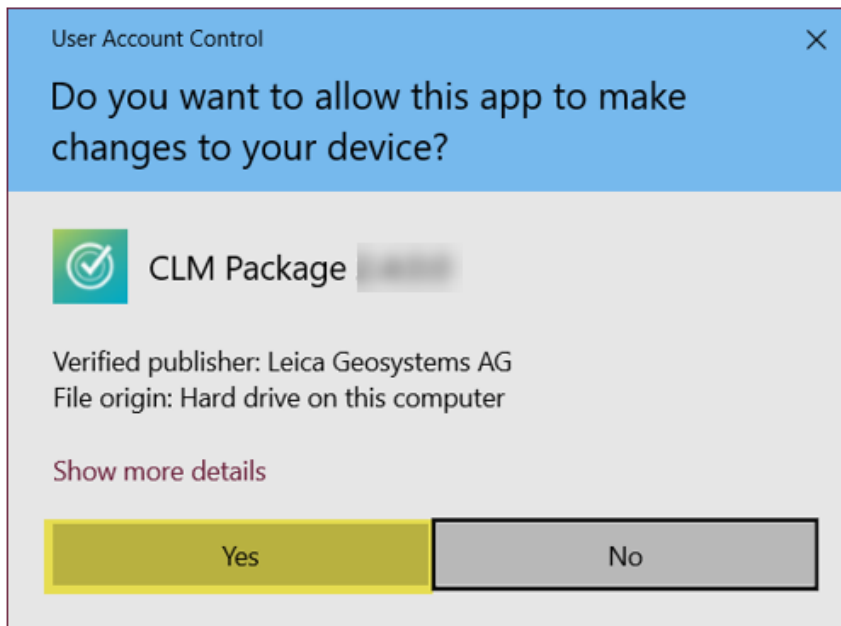 User Account Control
Do you want to allow this app to make
changes to your device?
CLM Package
Verified publisher: Leica Geosystems AG
File origin: Hard drive on this computer
Show more details
Yes
No